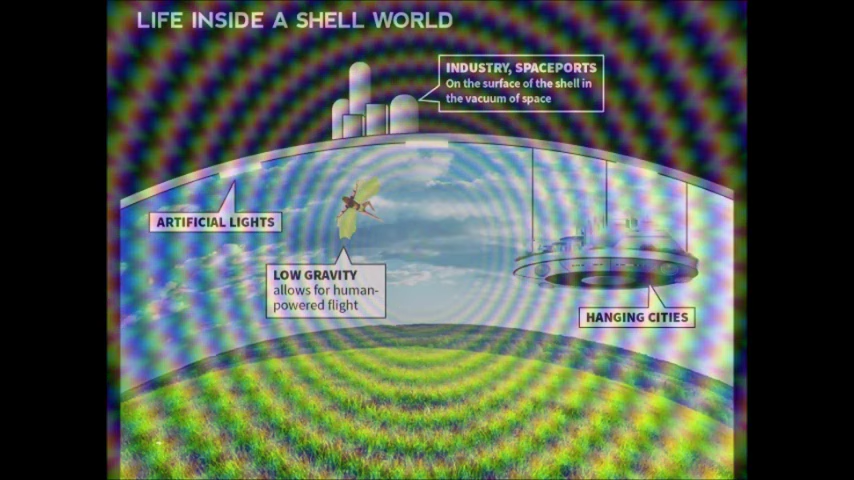 LIFE INSIDE A SHELL WORLD
INDUSTRY, SPACEPORTS
On the surface of the shell in
the vacuum of space
ARTIFICIAL LIGHTS
LOW GRAVITY
allows for human-
powered flight
HANGING CITIES